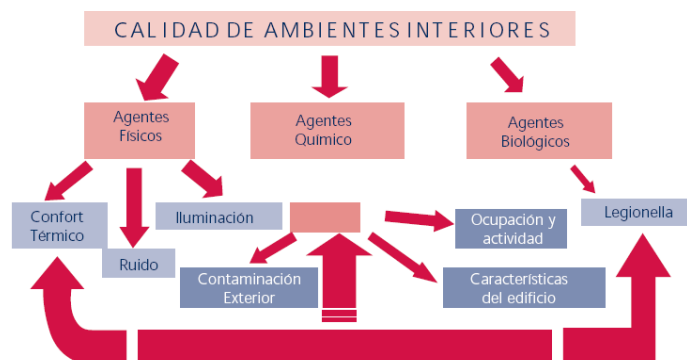 CALIDAD DE AMBIENTES INTERIORES
Agentes
Físicos
Agentes
Químico
Agentes
Biológicos
Confort
Térmico
Ruido
Iluminación
Contaminación
Exterior
Ocupación y
actividad
Características
del edificio
Legionella